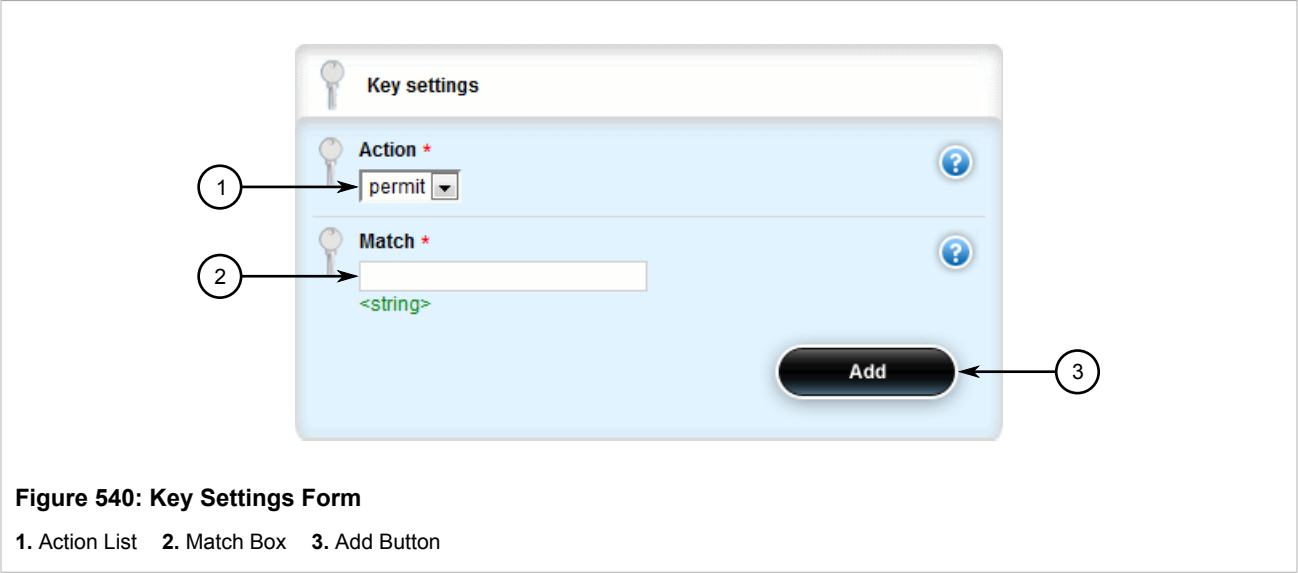 Key settings
Action *
1
permit
?
Match *
2
?
<string>
Add
3
Figure 540: Key Settings Form
1. Action List 2. Match Box 3. Add Button